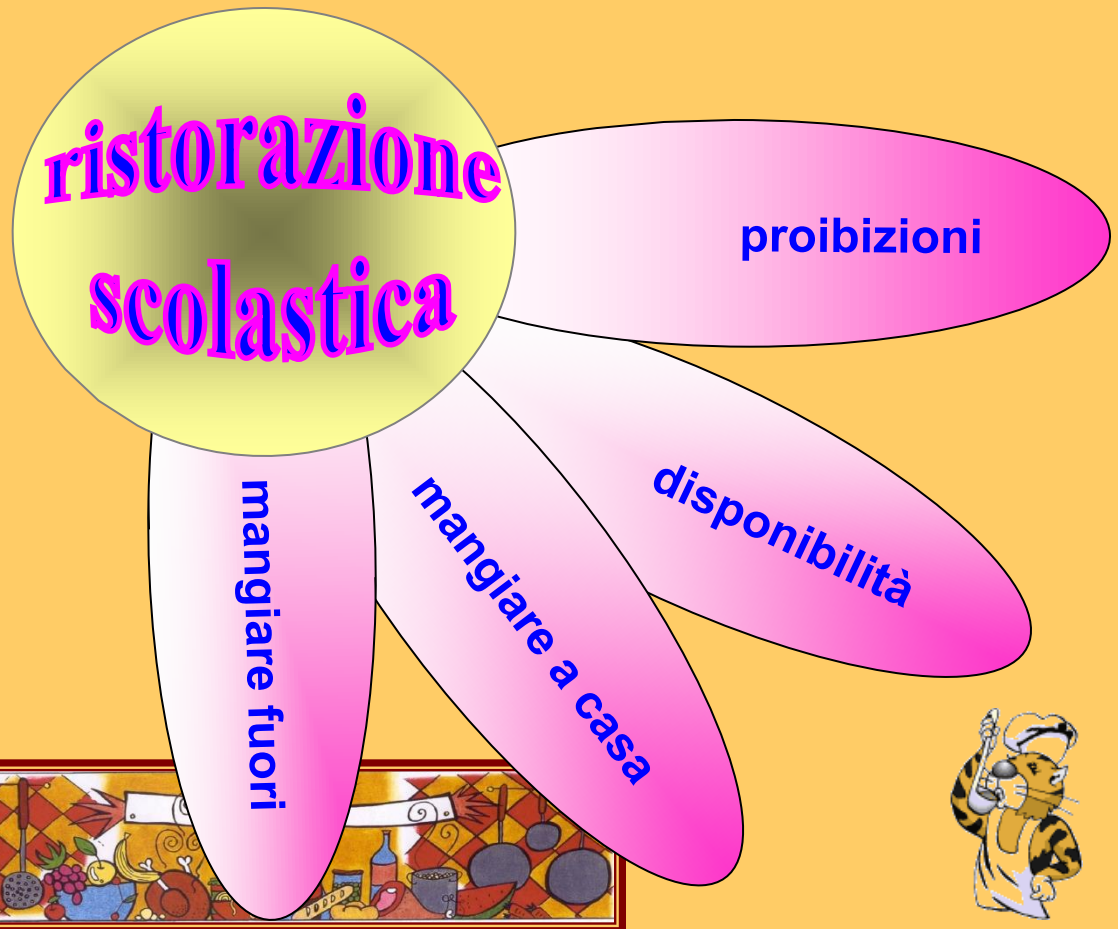 ristorazione
scolastica
proibizioni
disponibilità
mangiare a casa
mangiare fuori